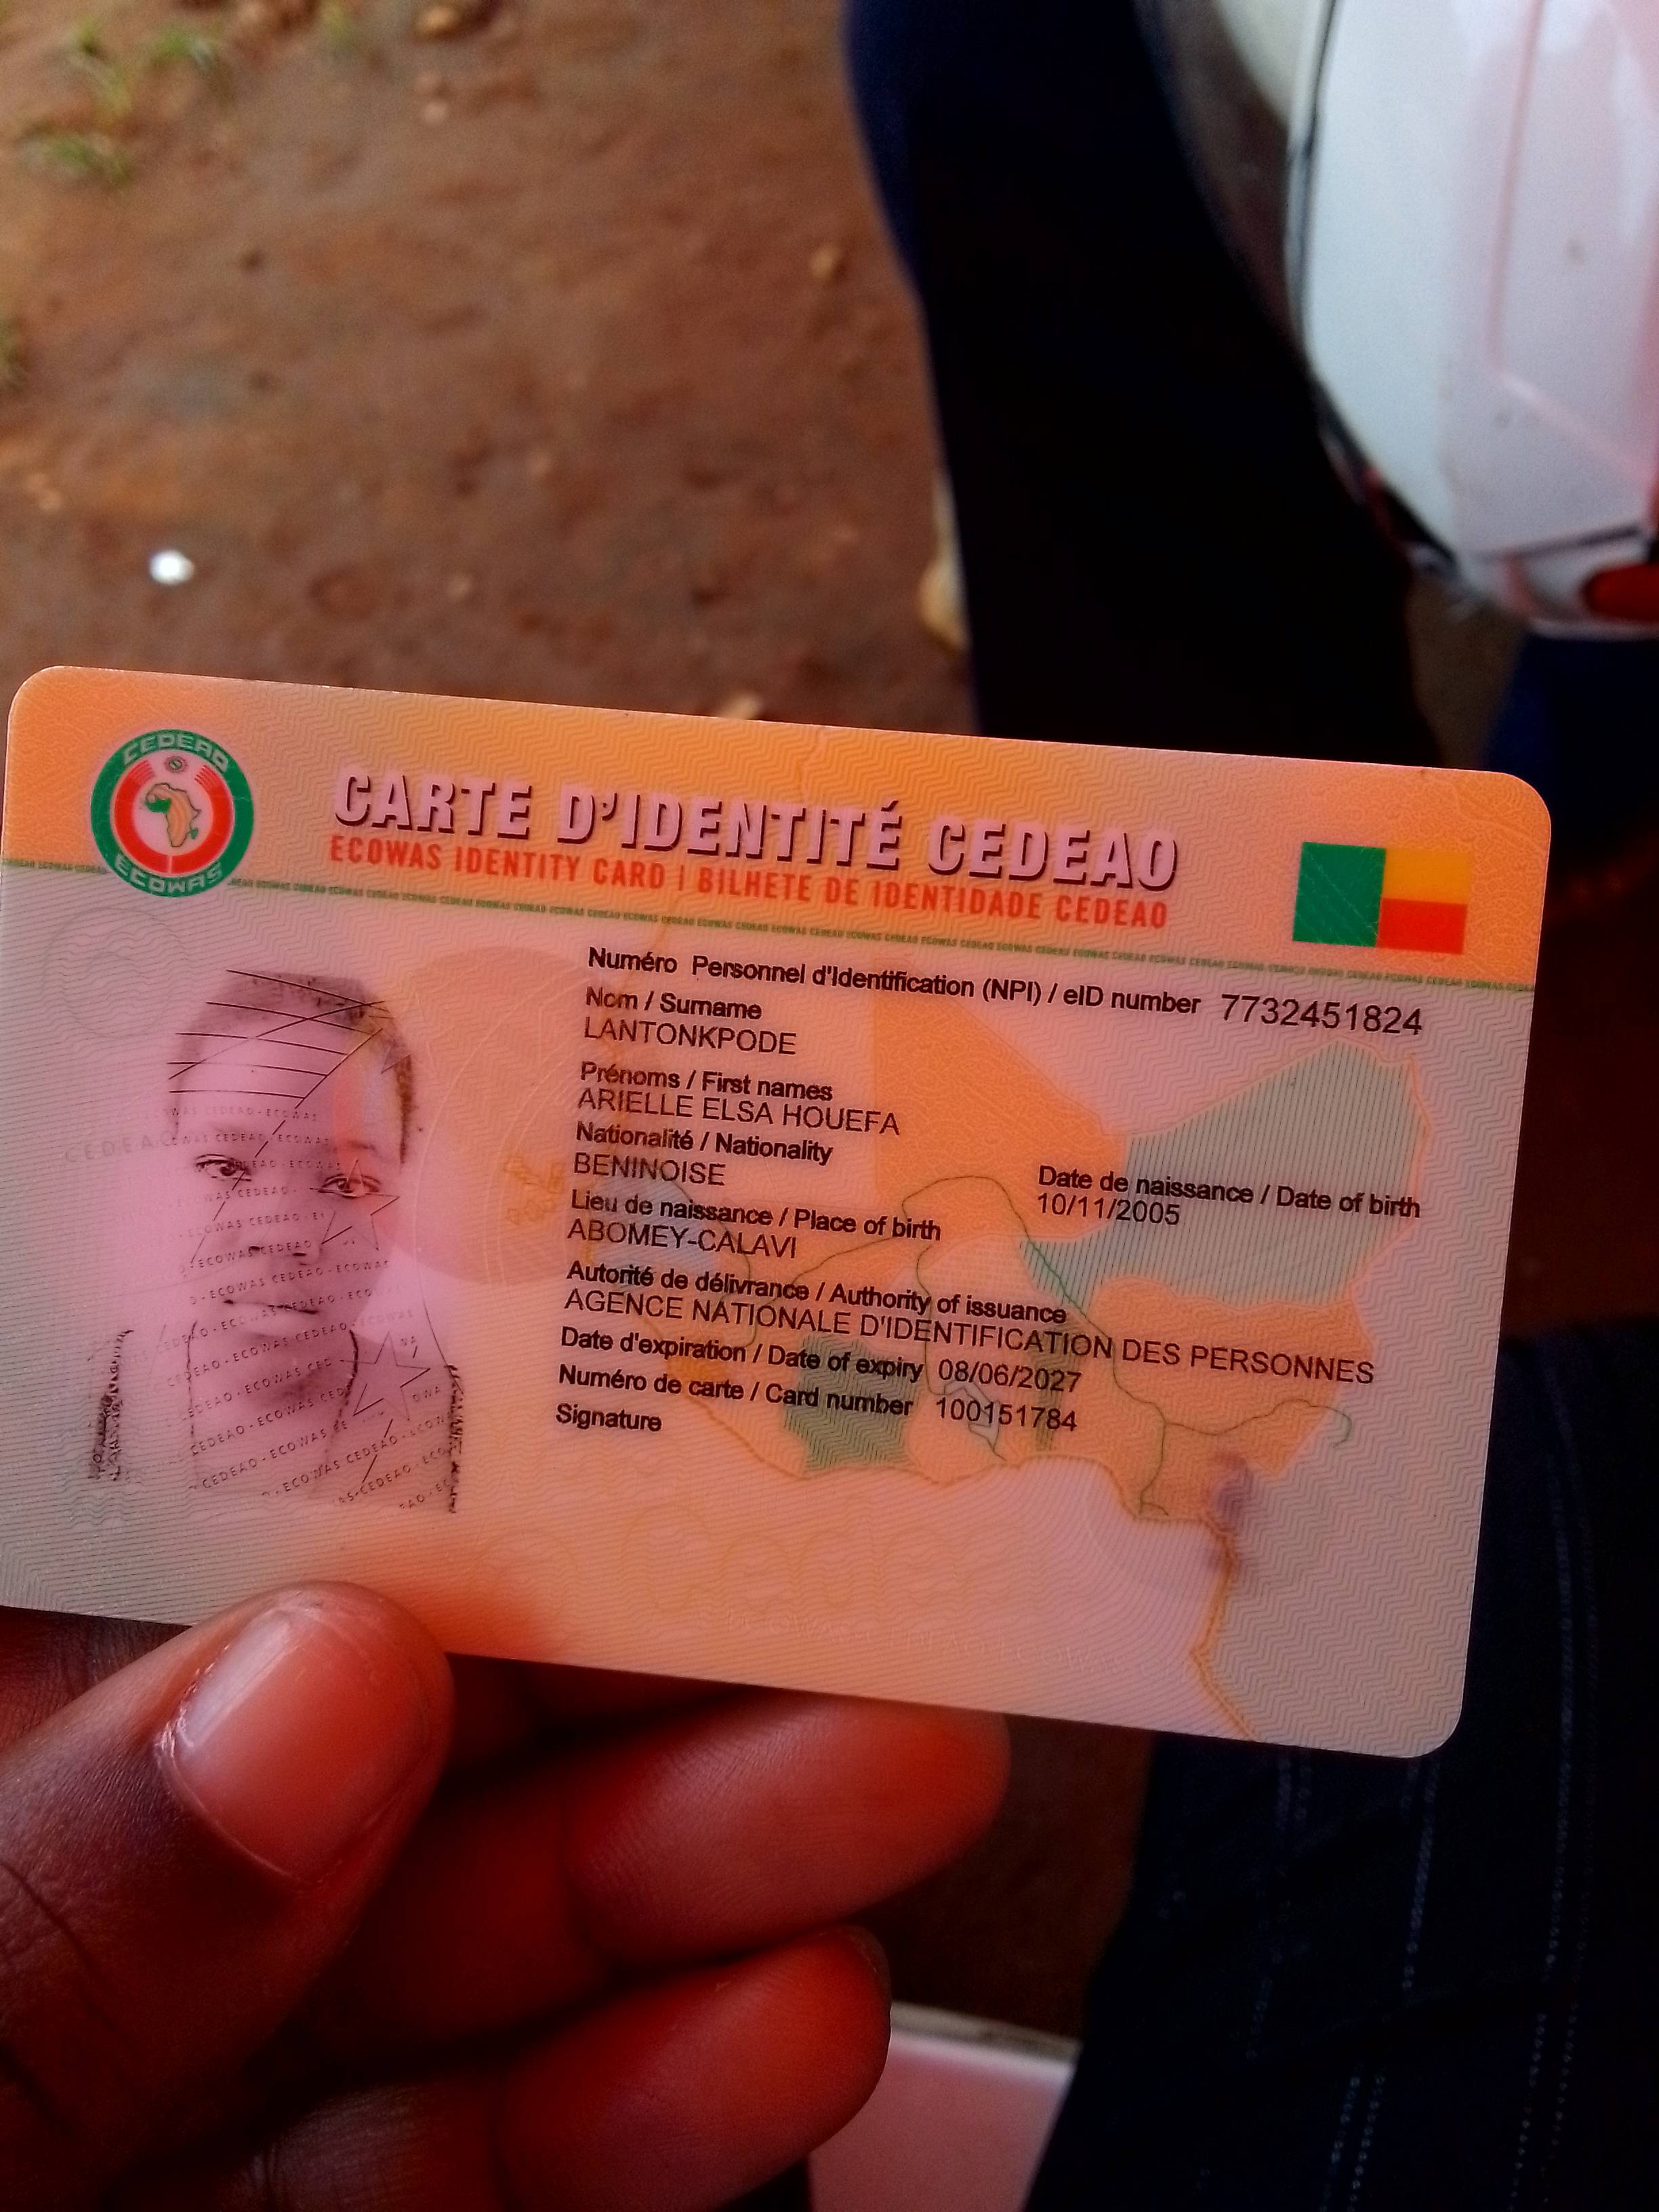 CEDEAO
ECOWAS
CARTE D'IDENTITÉ CEDEAO
ECOWAS IDENTITY CARD | BILHETE DE IDENTIDADE CEDEAO
Numéro Personnel d'Identification (NPI) / eID number 7732451824
Nom / Surname
LANTONKPODE
Prénoms / First names
ARIELLE ELSA HOUEFA
Nationalité / Nationality
BENINOISE
Date de naissance / Date of birth
10/11/2005
Lieu de naissance / Place of birth
ABOMEY-CALAVI
Autorité de délivrance / Authority of issuance
AGENCE NATIONALE D'IDENTIFICATION DES PERSONNES
Date d'expiration / Date of expiry 08/06/2027
Numéro de carte / Card number 100151784
Signature